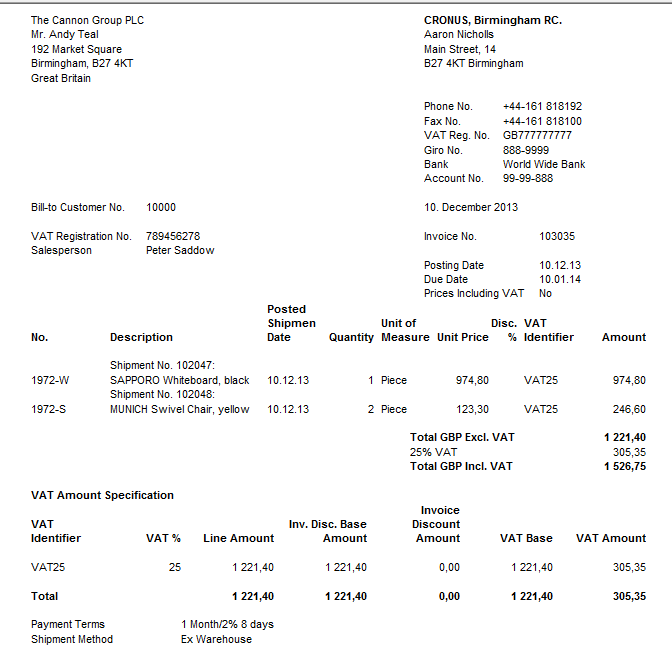 The Cannon Group PLC
Mr. Andy Teal
192 Market Square
Birmingham, B27 4KT
Great Britain
CRONUS, Birmingham RC.
Aaron Nicholls
Main Street, 14
B27 4KT Birmingham
Phone No. +44-161 818192
Fax No. +44-161 818100
VAT Reg. No. GB777777777
Giro No. 888-9999
Bank World Wide Bank
Account No. 99-99-888
Bill-to Customer No. 10000
10. December 2013
VAT Registration No. 789456278
Salesperson Peter Saddow
Invoice No. 103035
Posting Date 10.12.13
Due Date 10.01.14
Prices Including VAT No
Posted
Shipmen Unit of Disc. VAT
No. Description Date Quantity Measure Unit Price % Identifier Amount
Shipment No. 102047:
1972-W SAPPORO Whiteboard, black 10.12.13 1 Piece 974,80 VAT25 974,80
Shipment No. 102048:
1972-S MUNICH Swivel Chair, yellow 10.12.13 2 Piece 123,30 VAT25 246,60
Total GBP Excl. VAT 1 221,40
25% VAT 305,35
Total GBP Incl. VAT 1 526,75
VAT Amount Specification
Invoice
VAT Inv. Disc. Base Discount
Identifier VAT % Line Amount Amount Amount VAT Base VAT Amount
VAT25 25 1 221,40 1 221,40 0,00 1 221,40 305,35
Total 1 221,40 1 221,40 0,00 1 221,40 305,35
Payment Terms 1 Month/2% 8 days
Shipment Method Ex Warehouse